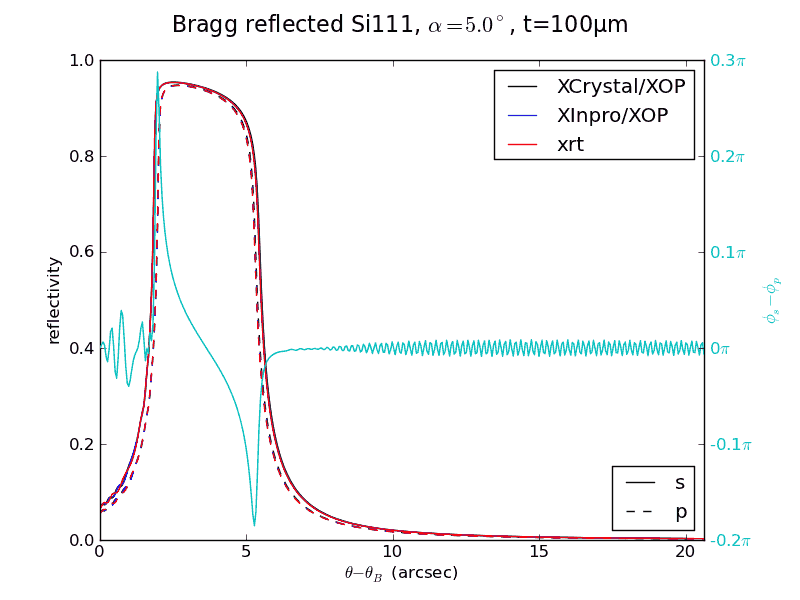 Bragg reflected Si111, α=5.0°, t=100μm
XCrystal/XOP
XInpro/XOP
xrt
s
p
1.0
0.8
0.6
0.4
0.2
0.0
reflectivity
0.3π
0.2π
0.1π
0π
-0.1π
-0.2π
ϕs−ϕp
0
5
10
15
20
θ−θB (arcsec)